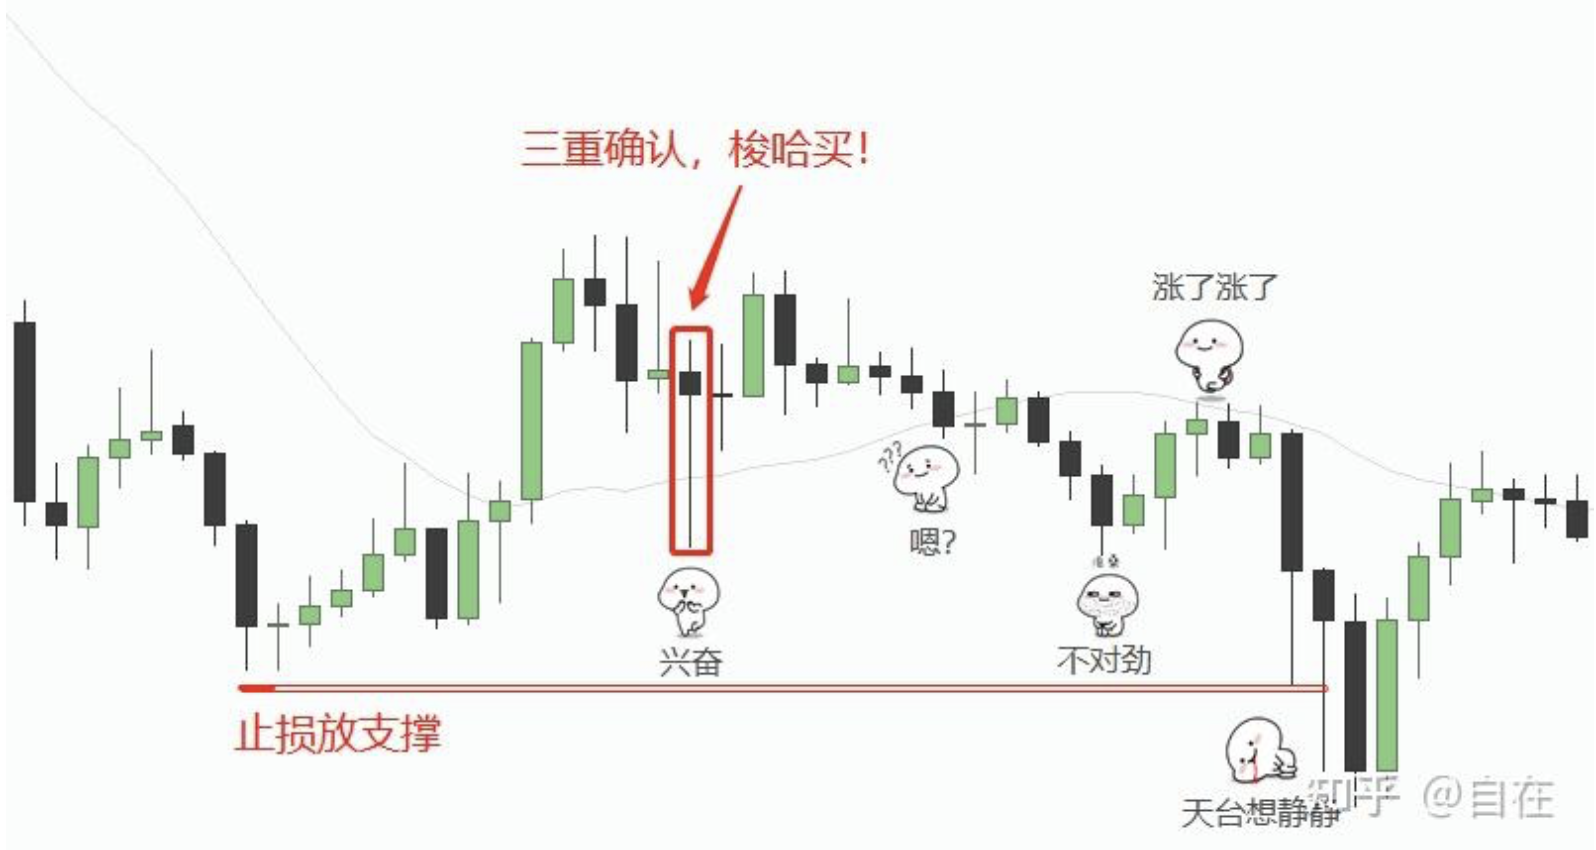 三重确认，梭哈买！
涨了涨了
???
嗯?
兴奋
不对劲
止损放支撑
天台想静静
知乎 @自在